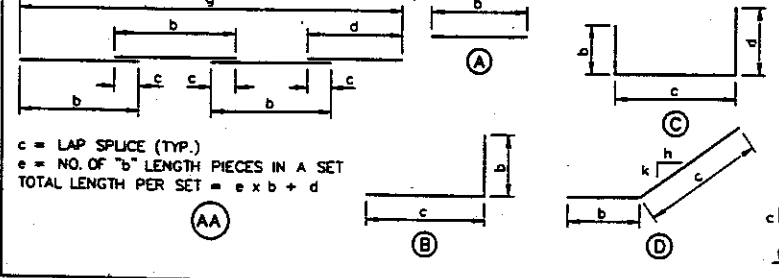 g
b
d
b
c
c
c
b
b
c = LAP SPLICE (TYP.)
e = NO. OF "b" LENGTH PIECES IN A SET
TOTAL LENGTH PER SET = e x b + d
AA
A
b
d
c
C
b
c
B
h
k
c
b
D
c